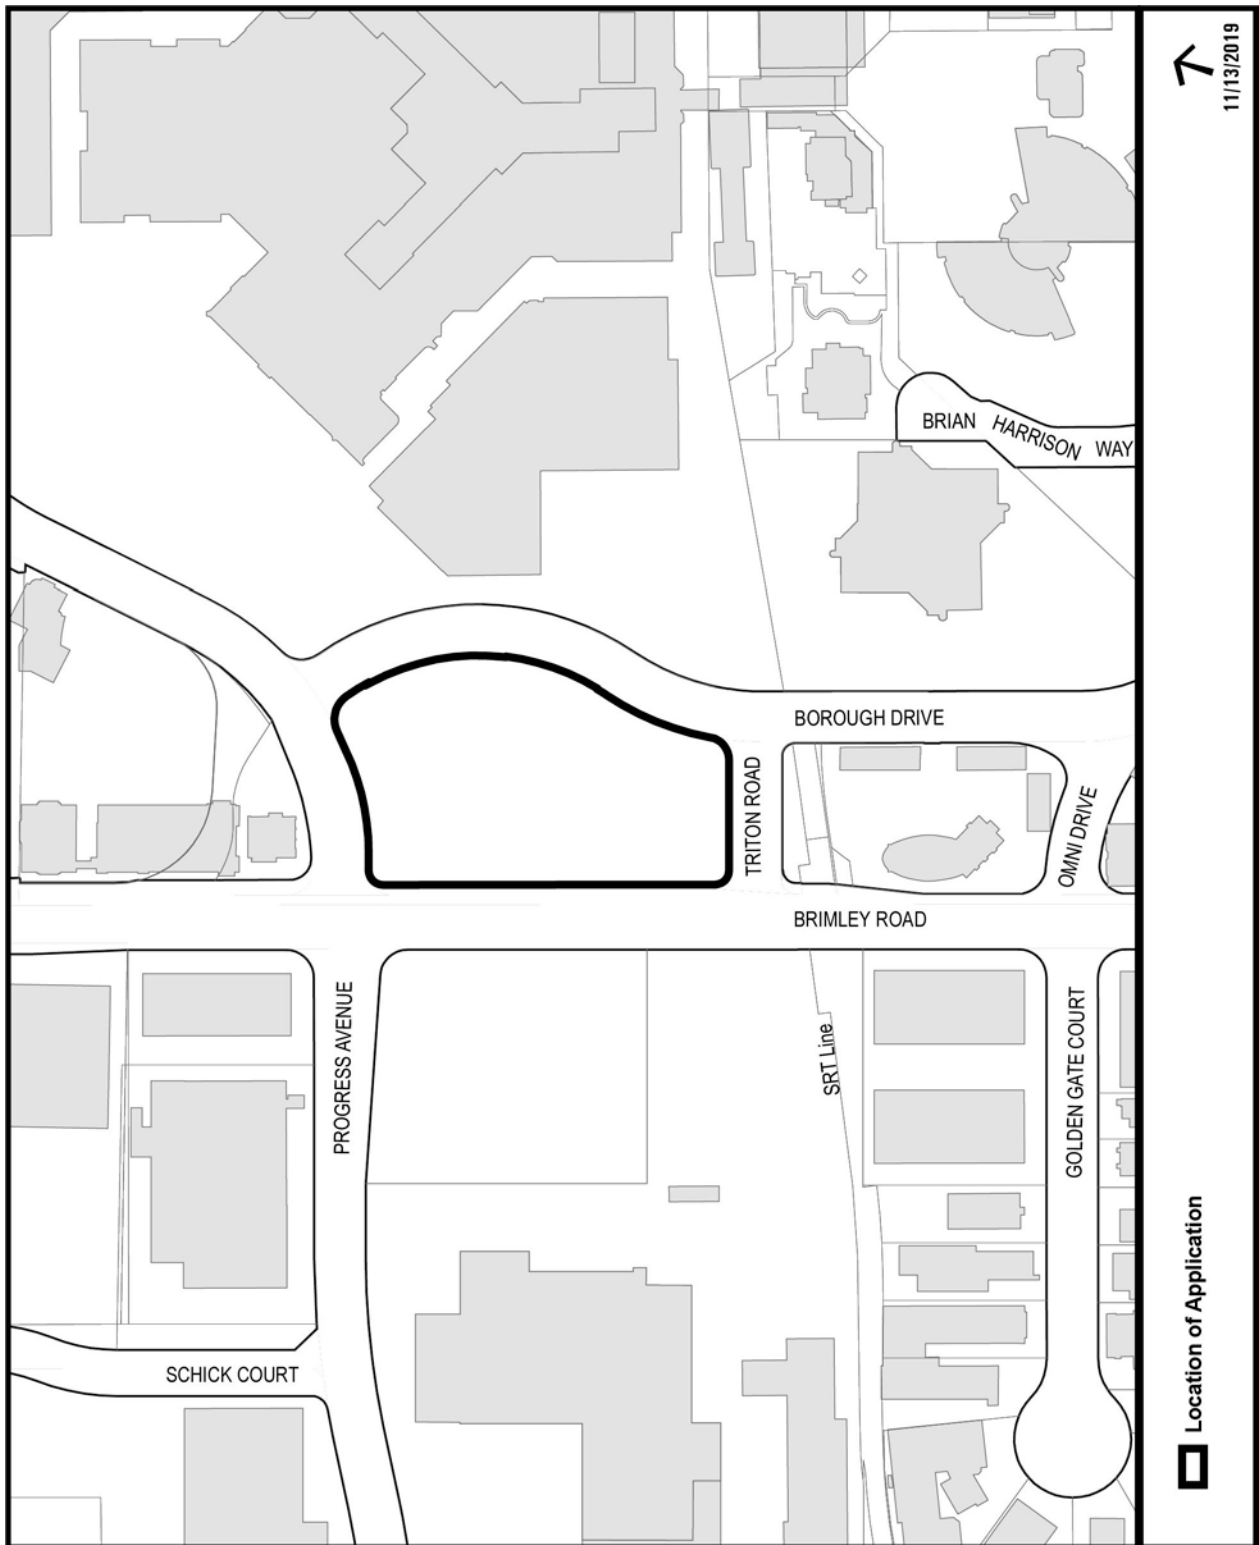 11/13/2019
BRIAN HARRISON WAY
BOROUGH DRIVE
TRITON ROAD
OMNI DRIVE
BRIMLEY ROAD
PROGRESS AVENUE
SRT Line
GOLDEN GATE COURT
SCHICK COURT
Location of Application